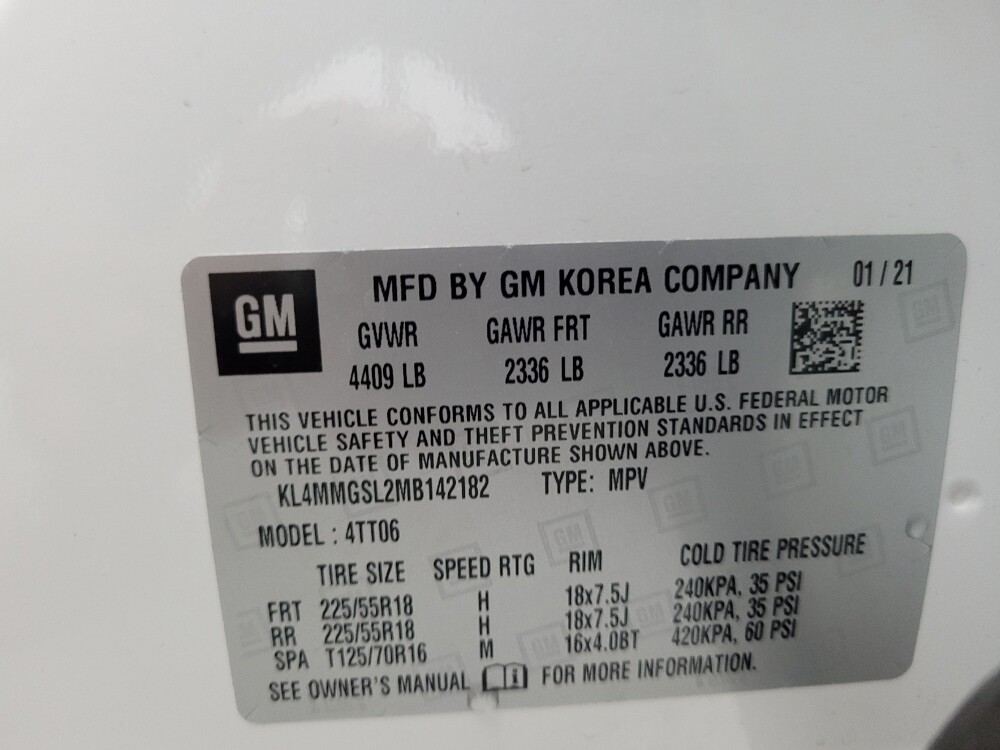 GM
MFD BY GM KOREA COMPANY 01 / 21
GVWR GAWR FRT GAWR RR
4409 LB 2336 LB 2336 LB
THIS VEHICLE CONFORMS TO ALL APPLICABLE U.S. FEDERAL MOTOR
VEHICLE SAFETY AND THEFT PREVENTION STANDARDS IN EFFECT
ON THE DATE OF MANUFACTURE SHOWN ABOVE.
KL4MMGSL2MB142182 TYPE: MPV
MODEL : 4TT06
TIRE SIZE SPEED RTG RIM COLD TIRE PRESSURE
FRT 225/55R18 H 18x7.5J 240KPA, 35 PSI
RR 225/55R18 H 18x7.5J 240KPA, 35 PSI
SPA T125/70R16 M 16x4.0BT 420KPA, 60 PSI
SEE OWNER'S MANUAL i FOR MORE INFORMATION.